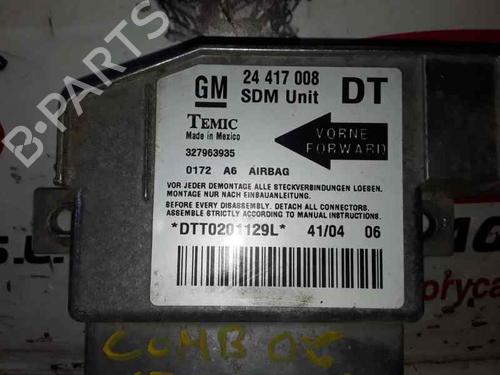 GM 24 417 008 DT
SDM Unit
TEMIC
Made in Mexico
VORNE
FORWARD
327963935
0172 A6 AIRBAG
VOR JEDER DEMONTAGE ALLE STECKVERBINDUNGEN LOESEN.
MONTAGE NUR NACH EINBAUANLEITUNG.
BEFORE EVERY DISASSEMBLY, DETACH ALL CONNECTORS.
ASSEMBLE STRICTLY ACCORDING TO MANUAL INSTRUCTIONS.
*DTT0201129L* 41/04 06
COMB
B-PARTS